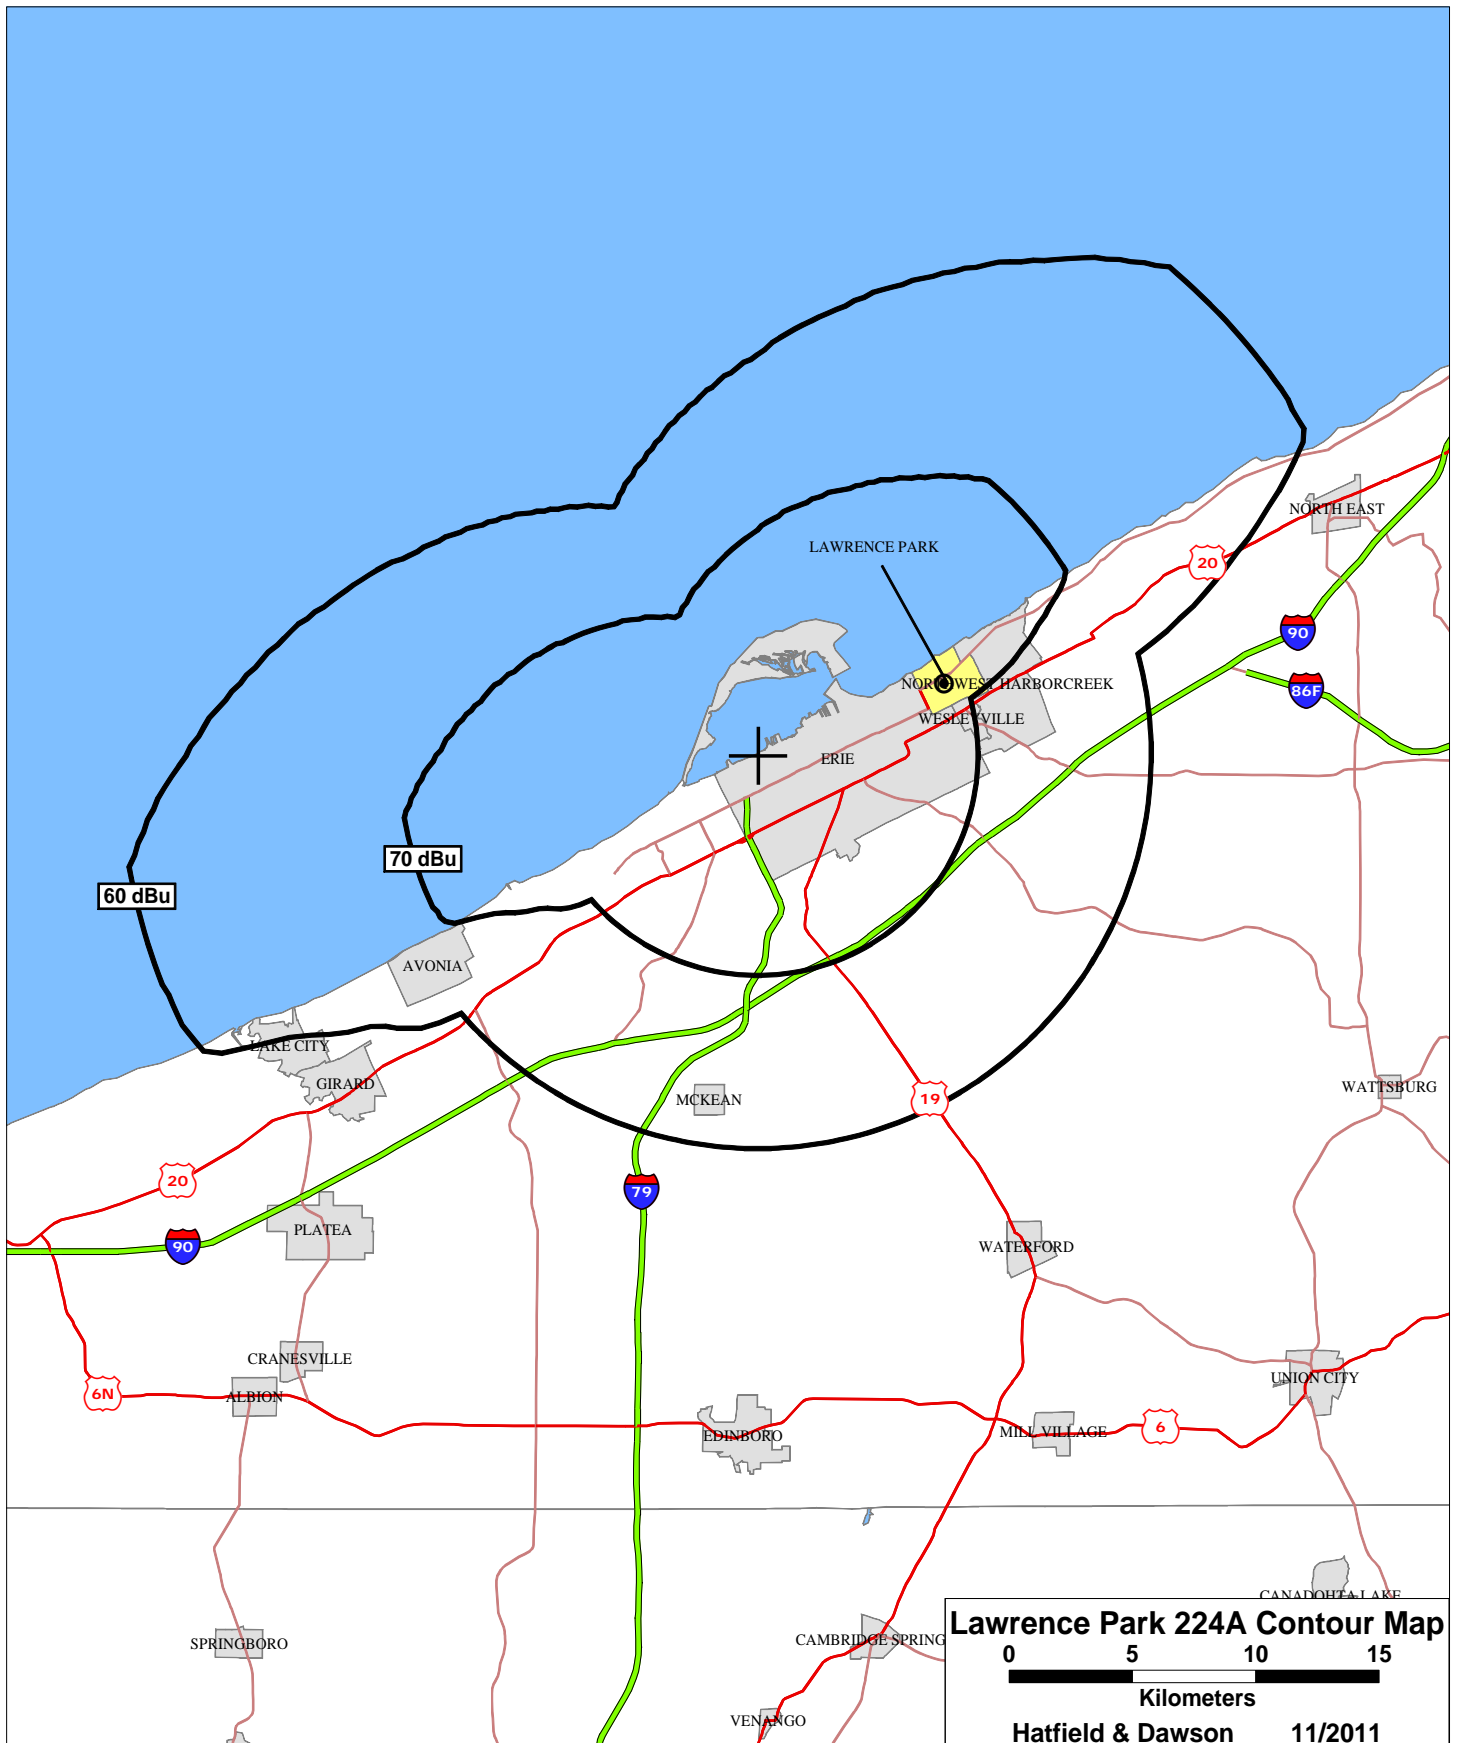 NORTH EAST
LAWRENCE PARK
20
90
NORTHWEST HARBORCREEK
86F
WESLEYVILLE
ERIE
70 dBu
60 dBu
AVONIA
LAKE CITY
GIRARD
WATTSBURG
MCKEAN
19
20
79
PLATEA
90
WATERFORD
CRANESVILLE
UNION CITY
6N
ALBION
EDINBORO
MILL VILLAGE
6
CANADOHTA LAKE
Lawrence Park 224A Contour Map
SPRINGBORO
CAMBRIDGE SPRING
0 5 10 15
Kilometers
VENANGO
Hatfield & Dawson 11/2011